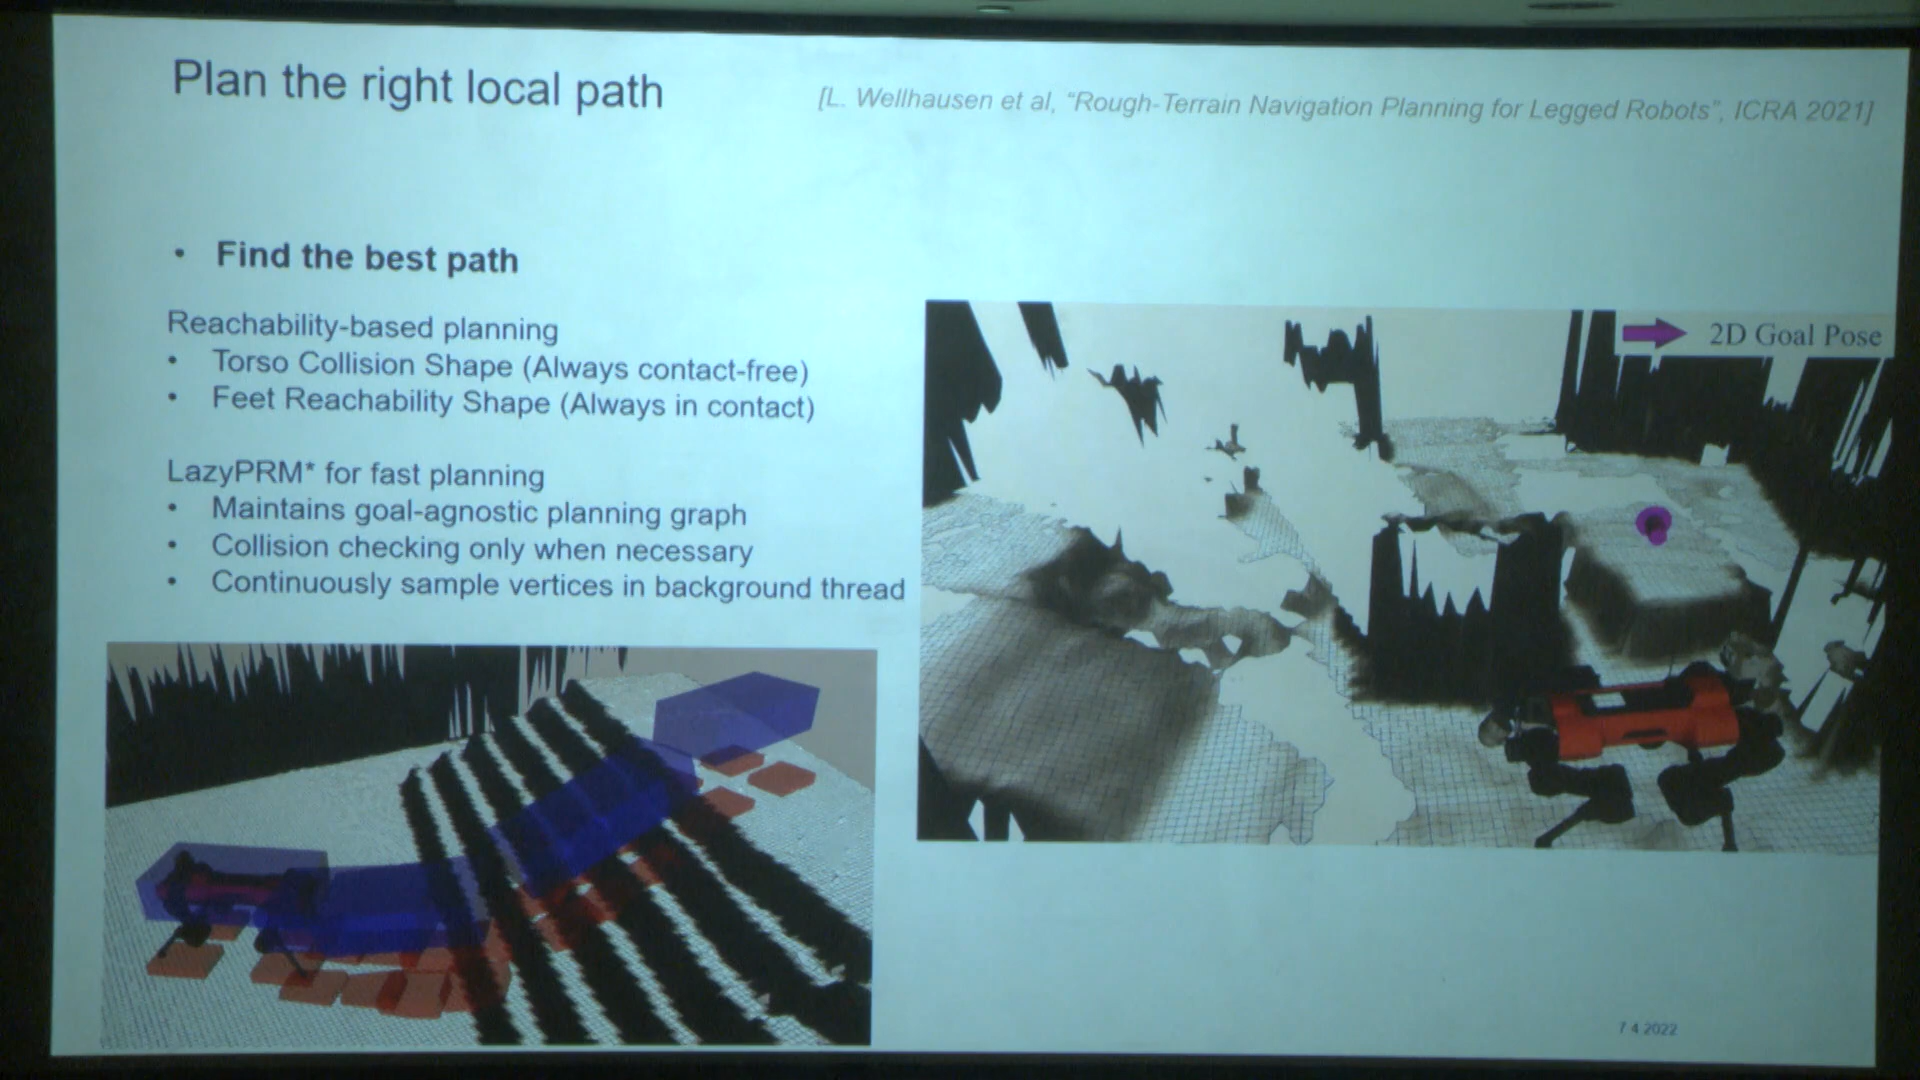 Plan the right local path
[L. Wellhausen et al, “Rough-Terrain Navigation Planning for Legged Robots”, ICRA 2021]
• Find the best path
Reachability-based planning
• Torso Collision Shape (Always contact-free)
• Feet Reachability Shape (Always in contact)
LazyPRM* for fast planning
• Maintains goal-agnostic planning graph
• Collision checking only when necessary
• Continuously sample vertices in background thread
2D Goal Pose
7 4 2022